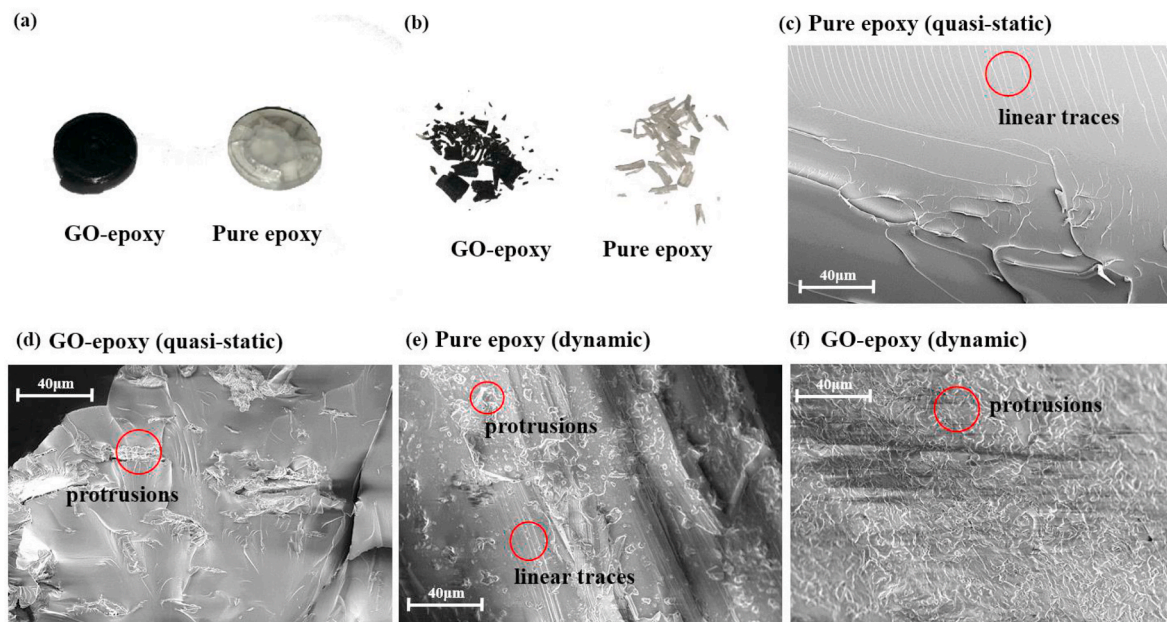 (a)
GO-epoxy
Pure epoxy
(b)
GO-epoxy
Pure epoxy
(c) Pure epoxy (quasi-static)
linear traces
40μm
(d) GO-epoxy (quasi-static)
40μm
protrusions
(e) Pure epoxy (dynamic)
protrusions
linear traces
40μm
(f) GO-epoxy (dynamic)
40μm
protrusions